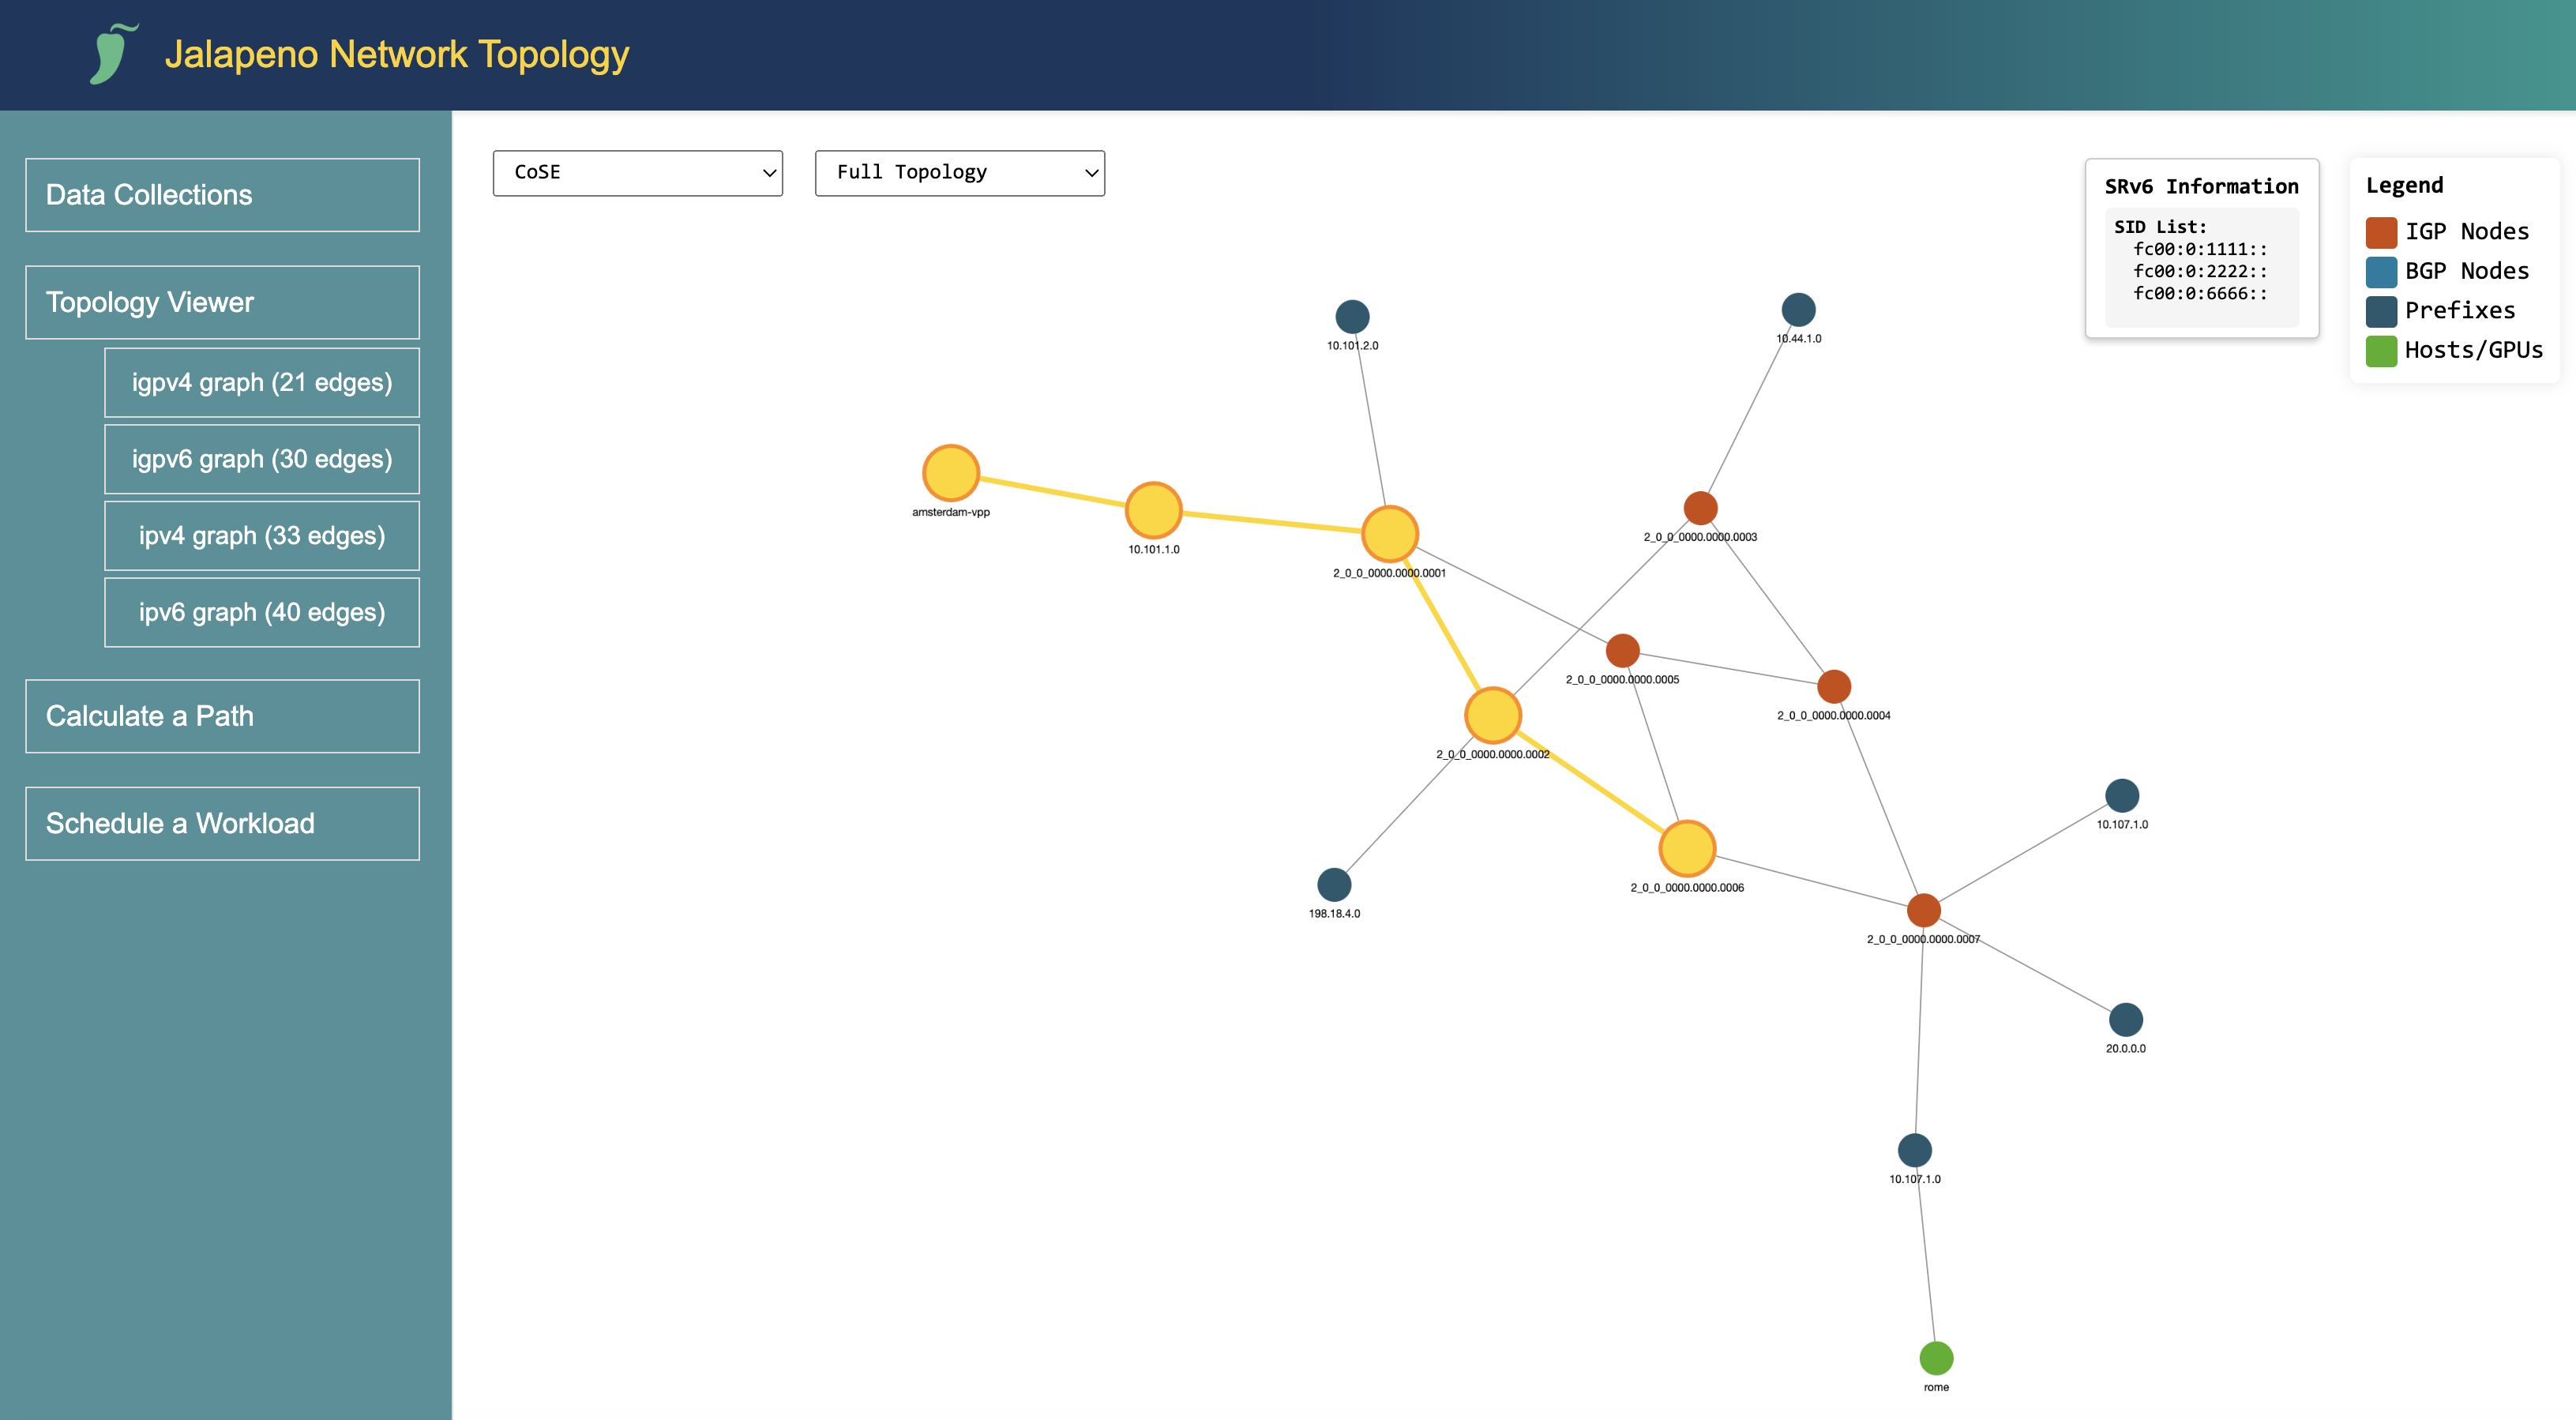 Jalapeno Network Topology
Data Collections
Topology Viewer
igpv4 graph (21 edges)
igpv6 graph (30 edges)
ipv4 graph (33 edges)
ipv6 graph (40 edges)
Calculate a Path
Schedule a Workload
CoSE
Full Topology
SRv6 Information
SID List:
fc00:0:1111::
fc00:0:2222::
fc00:0:6666::
Legend
IGP Nodes
BGP Nodes
Prefixes
Hosts/GPUs
10.101.2.0
10.44.1.0
amsterdam-vpp
10.101.1.0
2_0_0_0000.0000.0001
2_0_0_0000.0000.0003
2_0_0_0000.0000.0005
2_0_0_0000.0000.0004
2_0_0_0000.0000.0002
10.107.1.0
2_0_0_0000.0000.0006
198.18.4.0
2_0_0_0000.0000.0007
20.0.0.0
10.107.1.0
rome